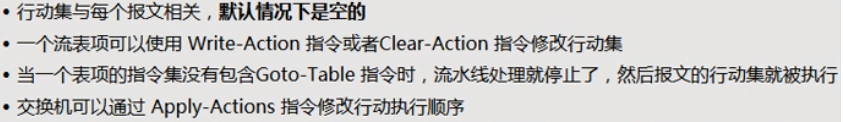 • 行动集与每个报文相关，默认情况下是空的
• 一个流表项可以使用 Write-Action 指令或者Clear-Action 指令修改行动集
• 当一个表项的指令集没有包含Goto-Table 指令时，流水线处理就停止了，然后报文的行动集就被执行
• 交换机可以通过 Apply-Actions 指令修改行动执行顺序